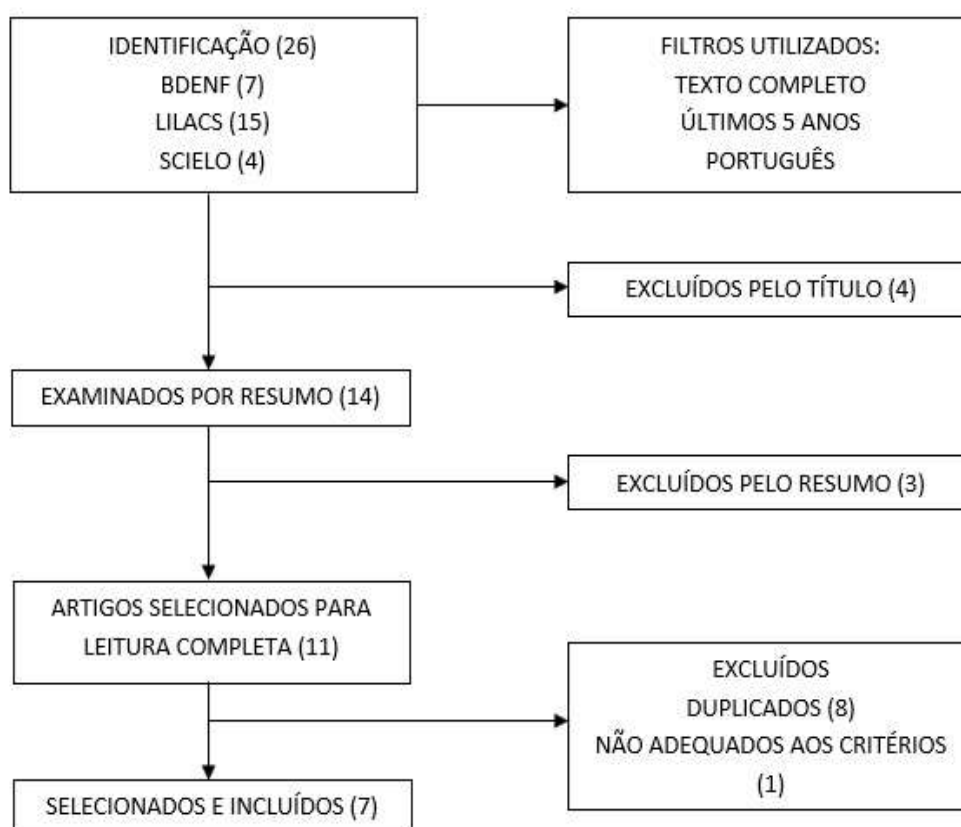 IDENTIFICAÇÃO (26)
BDENF (7)
LILACS (15)
SCIELO (4)
FILTROS UTILIZADOS:
TEXTO COMPLETO
ÚLTIMOS 5 ANOS
PORTUGUÊS
EXCLUÍDOS PELO TÍTULO (4)
EXAMINADOS POR RESUMO (14)
EXCLUÍDOS PELO RESUMO (3)
ARTIGOS SELECIONADOS PARA
LEITURA COMPLETA (11)
EXCLUÍDOS
DUPLICADOS (8)
NÃO ADEQUADOS AOS CRITÉRIOS
(1)
SELECIONADOS E INCLUÍDOS (7)